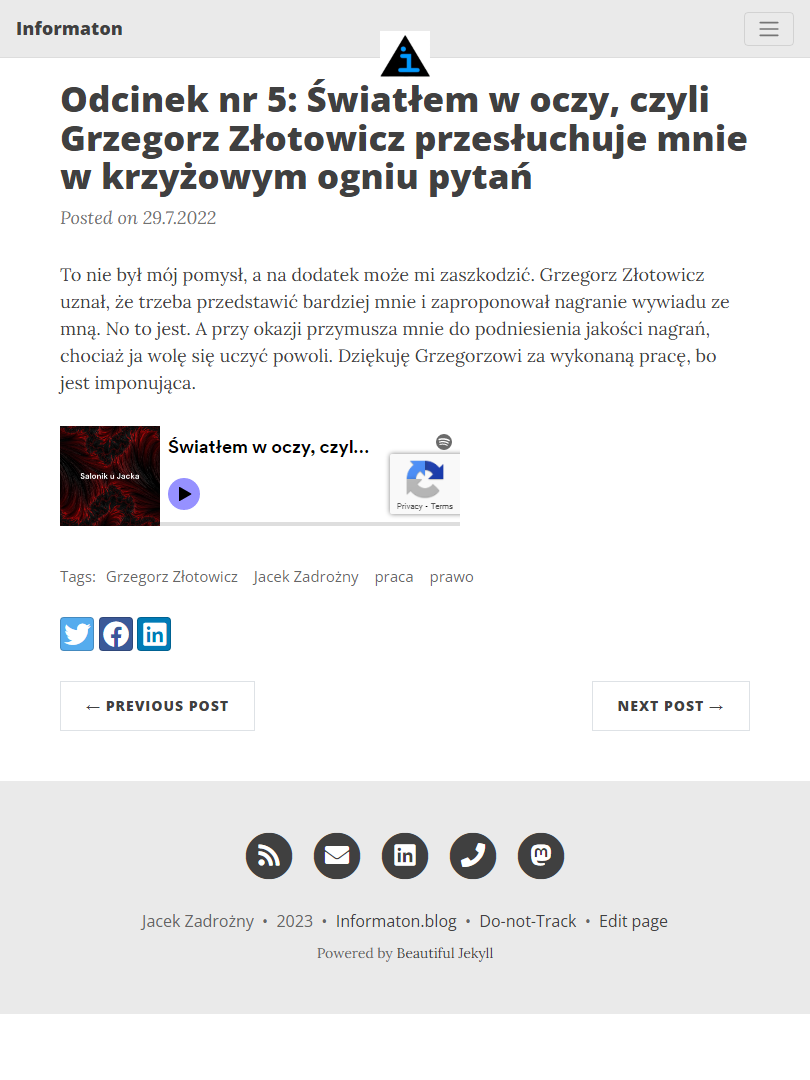 Informaton
i
Odcinek nr 5: Światłem w oczy, czyli
Grzegorz Złotowicz przesłuchuje mnie
w krzyżowym ogniu pytań
Posted on 29.7.2022
To nie był mój pomysł, a na dodatek może mi zaszkodzić. Grzegorz Złotowicz
uznał, że trzeba przedstawić bardziej mnie i zaproponował nagranie wywiadu ze
mną. No to jest. A przy okazji przymusza mnie do podniesienia jakości nagrań,
chociaż ja wolę się uczyć powoli. Dziękuję Grzegorzowi za wykonaną pracę, bo
jest imponująca.
Salonik u Jacka
Światłem w oczy, czyl...
Privacy - Terms
Tags: Grzegorz Złotowicz Jacek Zadrożny praca prawo
← PREVIOUS POST
NEXT POST →
Jacek Zadrożny • 2023 • Informaton.blog • Do-not-Track • Edit page
Powered by Beautiful Jekyll